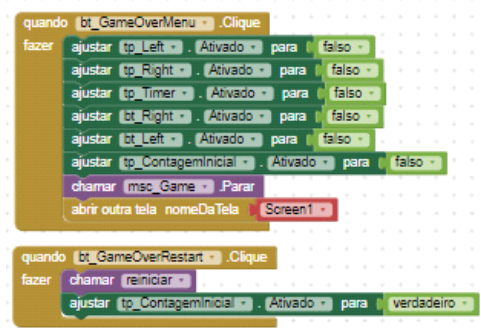 quando bt_GameOverMenu .Clique
fazer ajustar tp_Left . Ativado para falso
ajustar tp_Right . Ativado para falso
ajustar tp_Timer . Ativado para falso
ajustar bt_Right . Ativado para falso
ajustar bt_Left . Ativado para falso
ajustar tp_ContagemInicial . Ativado para falso
chamar msc_Game .Parar
abrir outra tela nomeDaTela Screen1
quando bt_GameOverRestart .Clique
fazer chamar reiniciar
ajustar tp_ContagemInicial . Ativado para verdadeiro